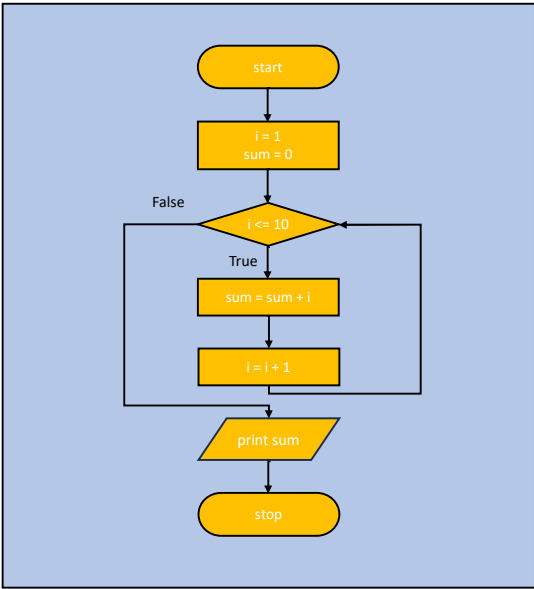 start
i = 1
sum = 0
False
i <= 10
True
sum = sum + i
i = i + 1
print sum
stop